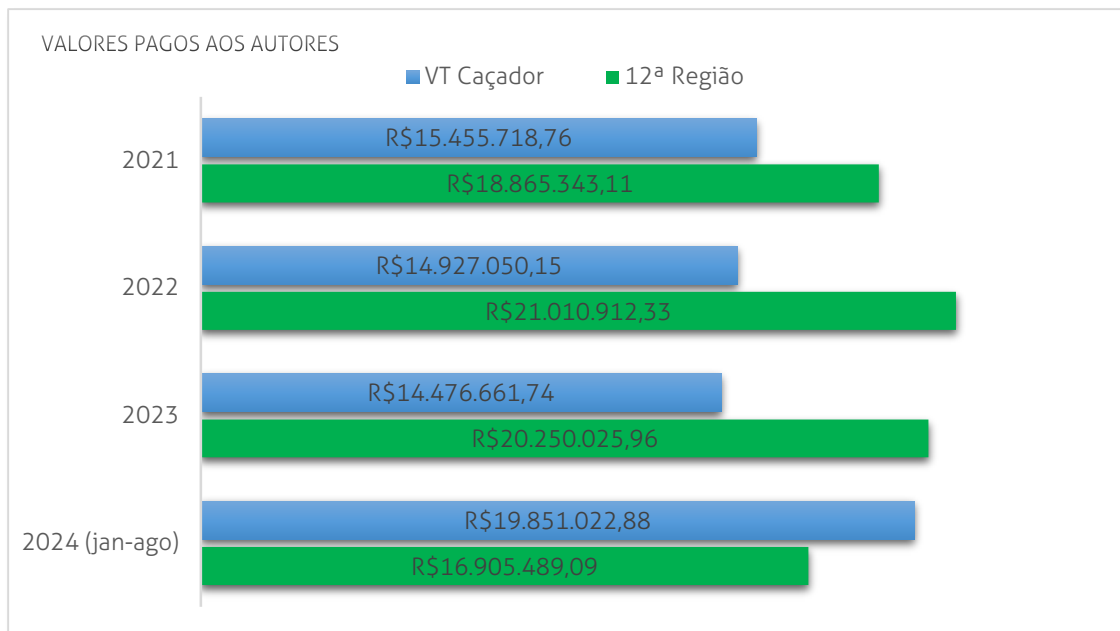 VALORES PAGOS AOS AUTORES
VT Caçador 12ª Região
2021
R$15.455.718,76
R$18.865.343,11
2022
R$14.927.050,15
R$21.010.912,33
2023
R$14.476.661,74
R$20.250.025,96
2024 (jan-ago)
R$19.851.022,88
R$16.905.489,09